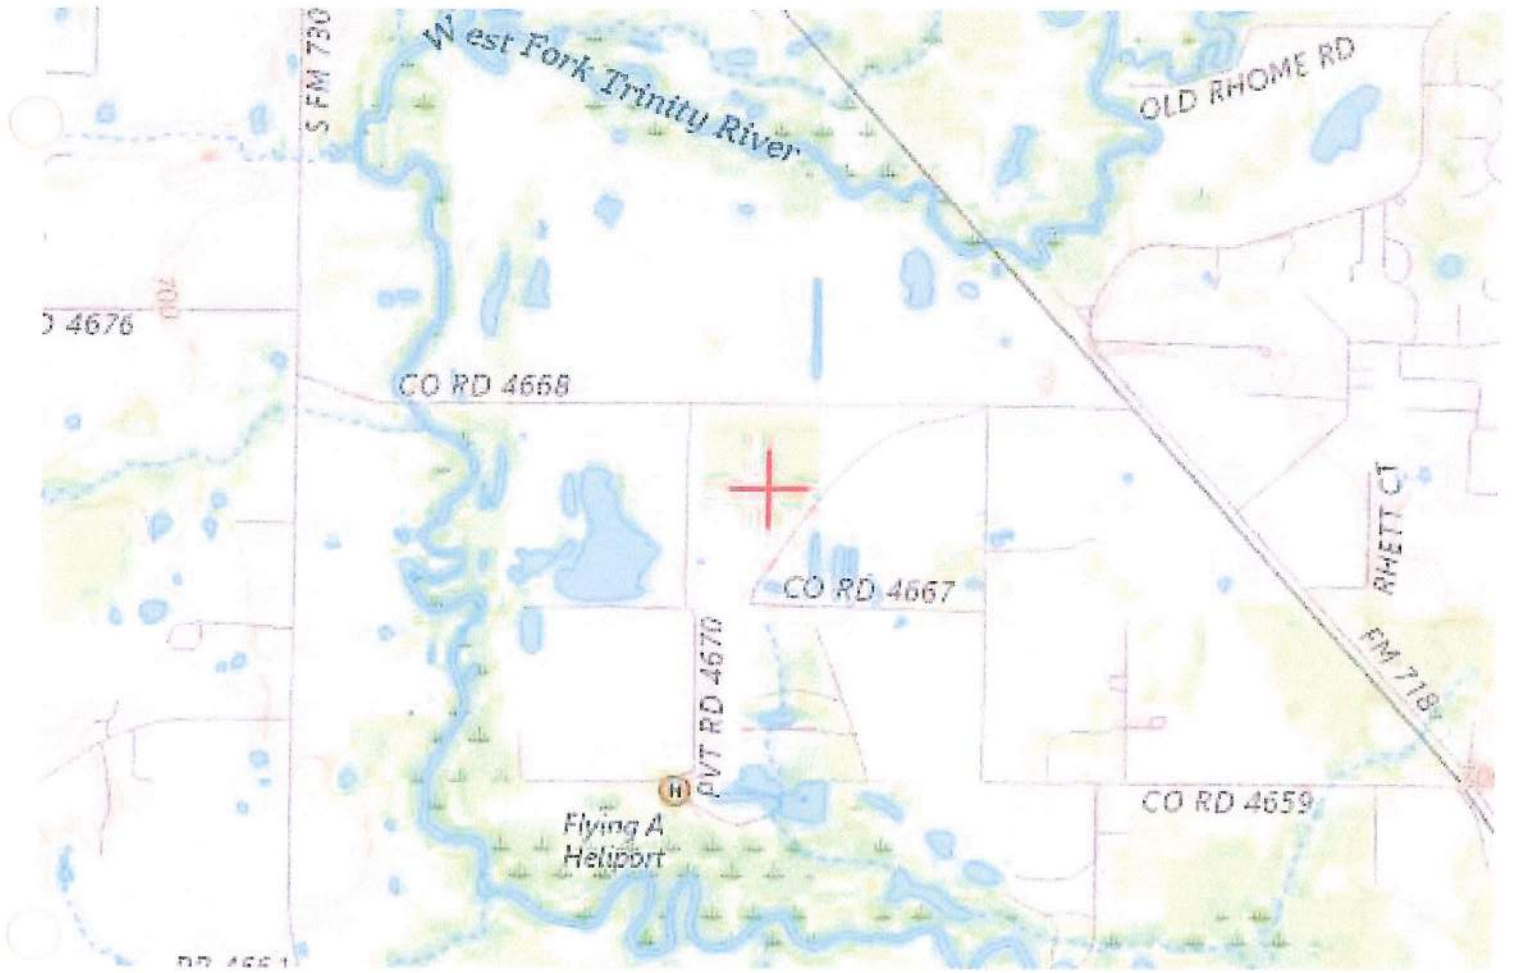 S FM 730
West Fork Trinity River
OLD RHOME RD
700
4676
CO RD 4668
RHETT CT
CO RD 4667
PVT RD 4670
FM 718
H
CO RD 4659
Flying A
Heliport